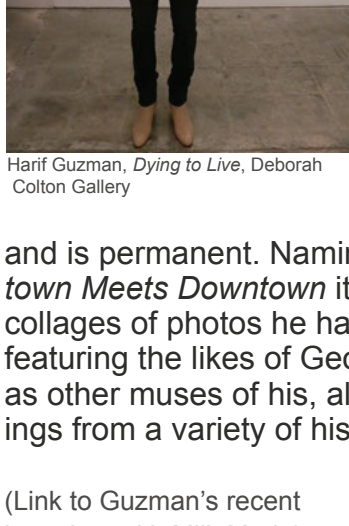 Harif Guzman, Dying to Live, Deborah
Colton Gallery
and is permanent. Namin
town Meets Downtown it
collages of photos he ha
featuring the likes of Geo
as other muses of his, al
ings from a variety of his
(Link to Guzman's recent